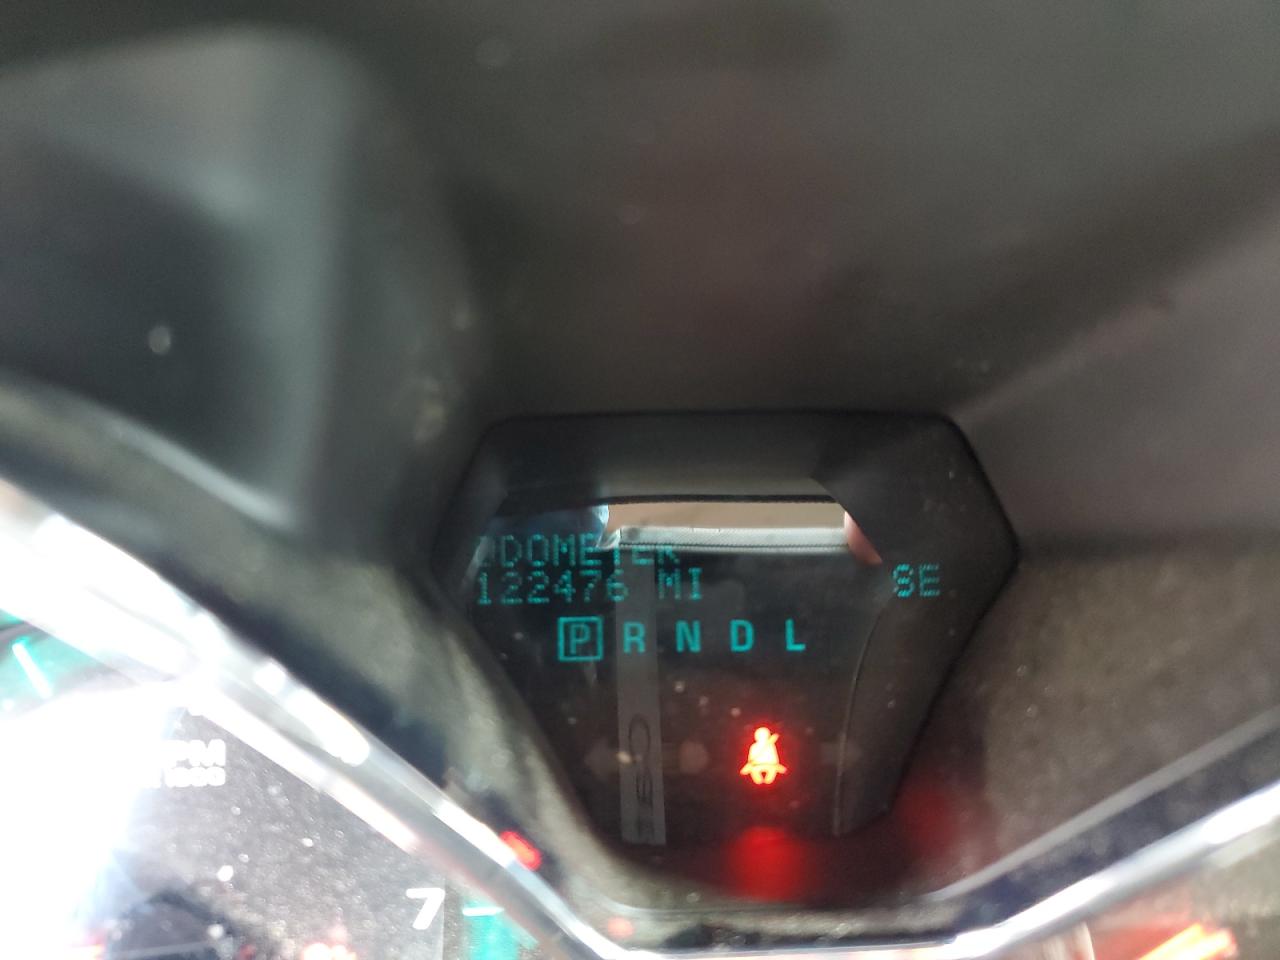 ODOMETER
122476 MI
SE
P R N D L
7